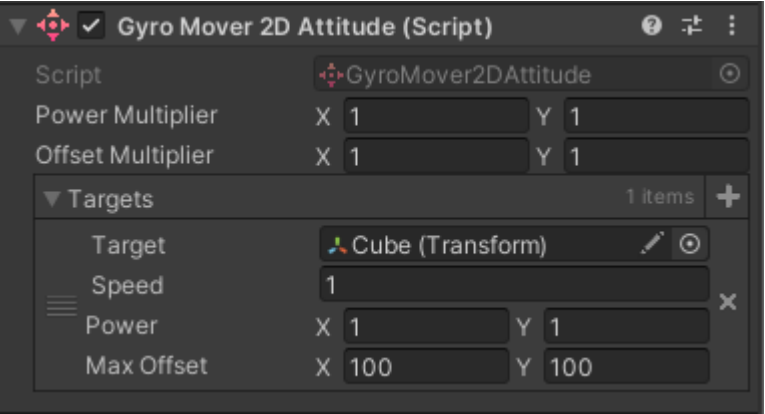 Gyro Mover 2D Attitude (Script)
Script GyroMover2DAttitude
Power Multiplier X 1 Y 1
Offset Multiplier X 1 Y 1
Targets 1 items
Target Cube (Transform)
Speed 1
Power X 1 Y 1
Max Offset X 100 Y 100